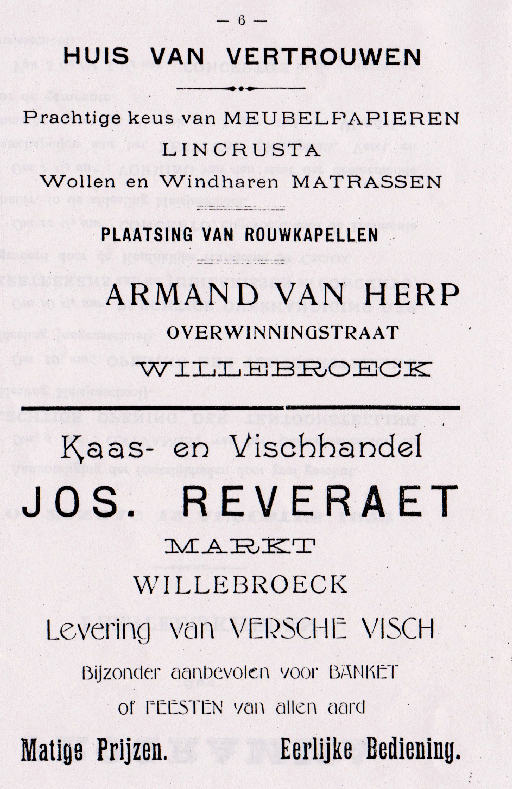 — 6 —
HUIS VAN VERTROUWEN
Prachtige keus van MEUBELPAPIEREN
LINCRUSTA
Wollen en Windharen MATRASSEN
PLAATSING VAN ROUWKAPELLEN
ARMAND VAN HERP
OVERWINNINGSTRAAT
WILLEBROECK
Kaas- en Vischhandel
JOS. REVERAET
MARKT
WILLEBROECK
Levering van VERSCHE VISCH
Bijzonder aanbevolen voor BANKET
of FEESTEN van allen aard
Matige Prijzen. Eerlijke Bediening.